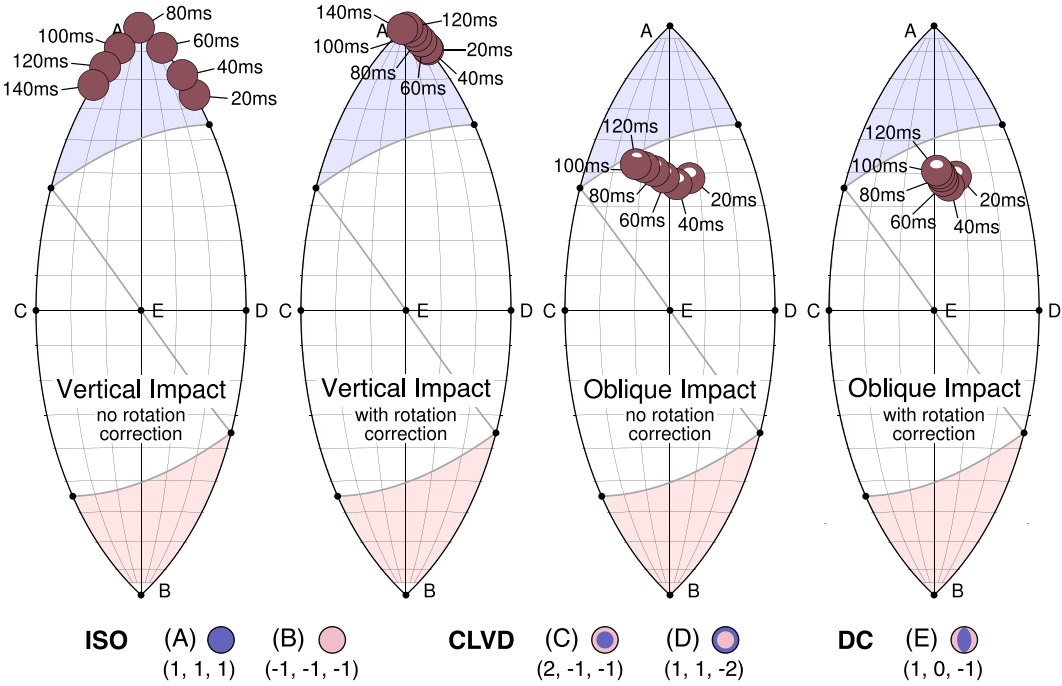 A
80ms
100ms
60ms
120ms
40ms
140ms
20ms
C
E
D
Vertical Impact
no rotation
correction
B
140ms
A
120ms
100ms
20ms
80ms
40ms
60ms
C
E
D
Vertical Impact
with rotation
correction
B
A
120ms
100ms
80ms
20ms
60ms
40ms
C
E
D
Oblique Impact
no rotation
correction
B
A
120ms
100ms
80ms
20ms
60ms
40ms
C
E
D
Oblique Impact
with rotation
correction
B
ISO (A) (B) CLVD (C) (D) DC (E)
(1, 1, 1) (-1, -1, -1) (2, -1, -1) (1, 1, -2) (1, 0, -1)